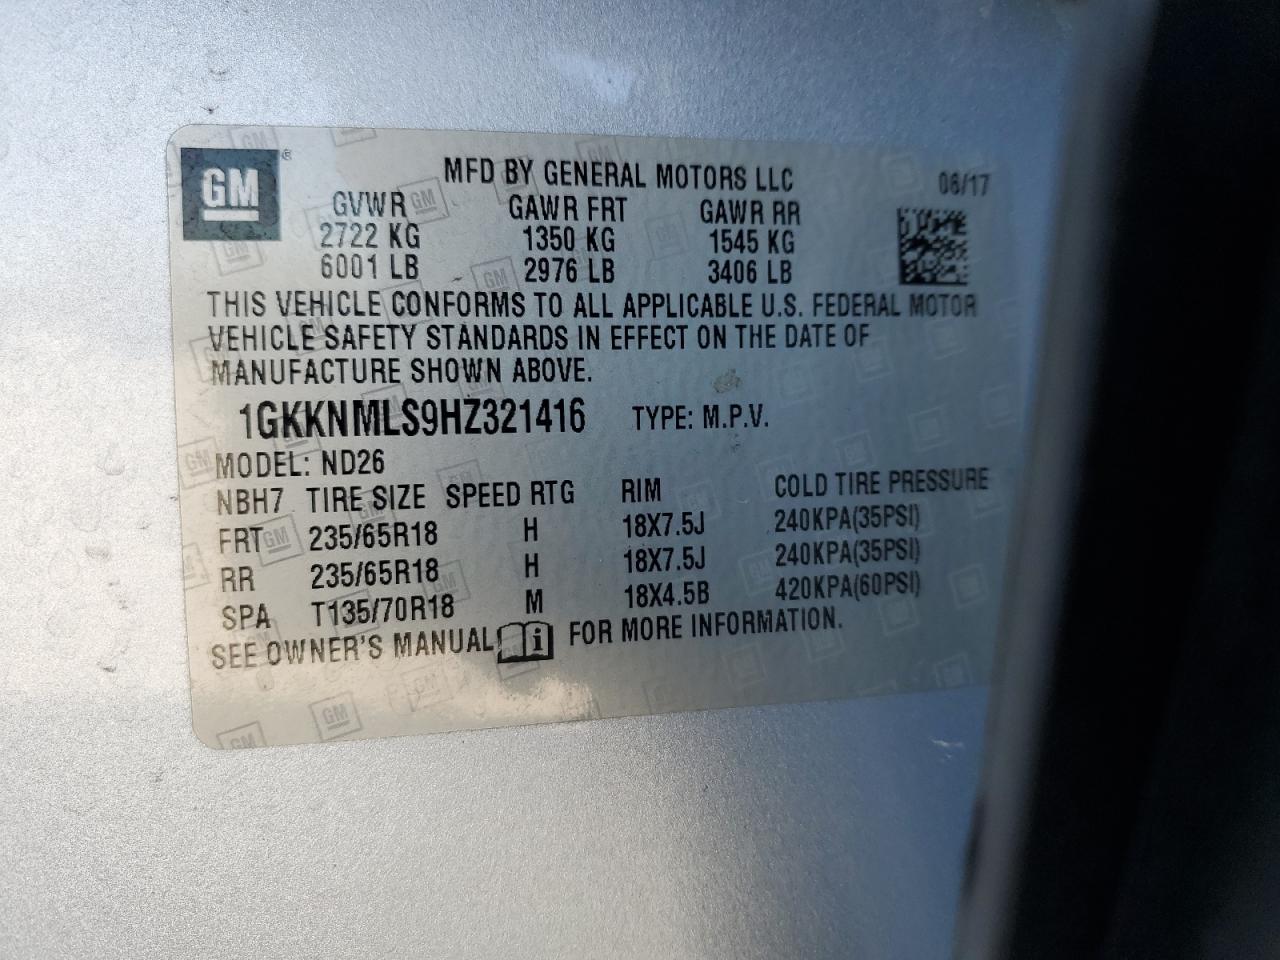 GM ®
MFD BY GENERAL MOTORS LLC 06/17
GVWR GAWR FRT GAWR RR
2722 KG 1350 KG 1545 KG
6001 LB 2976 LB 3406 LB
THIS VEHICLE CONFORMS TO ALL APPLICABLE U.S. FEDERAL MOTOR
VEHICLE SAFETY STANDARDS IN EFFECT ON THE DATE OF
MANUFACTURE SHOWN ABOVE.
1GKKNMLS9HZ321416 TYPE: M.P.V.
MODEL: ND26
NBH7 TIRE SIZE SPEED RTG RIM COLD TIRE PRESSURE
FRT 235/65R18 H 18X7.5J 240KPA(35PSI)
RR 235/65R18 H 18X7.5J 240KPA(35PSI)
SPA T135/70R18 M 18X4.5B 420KPA(60PSI)
SEE OWNER'S MANUAL i FOR MORE INFORMATION.